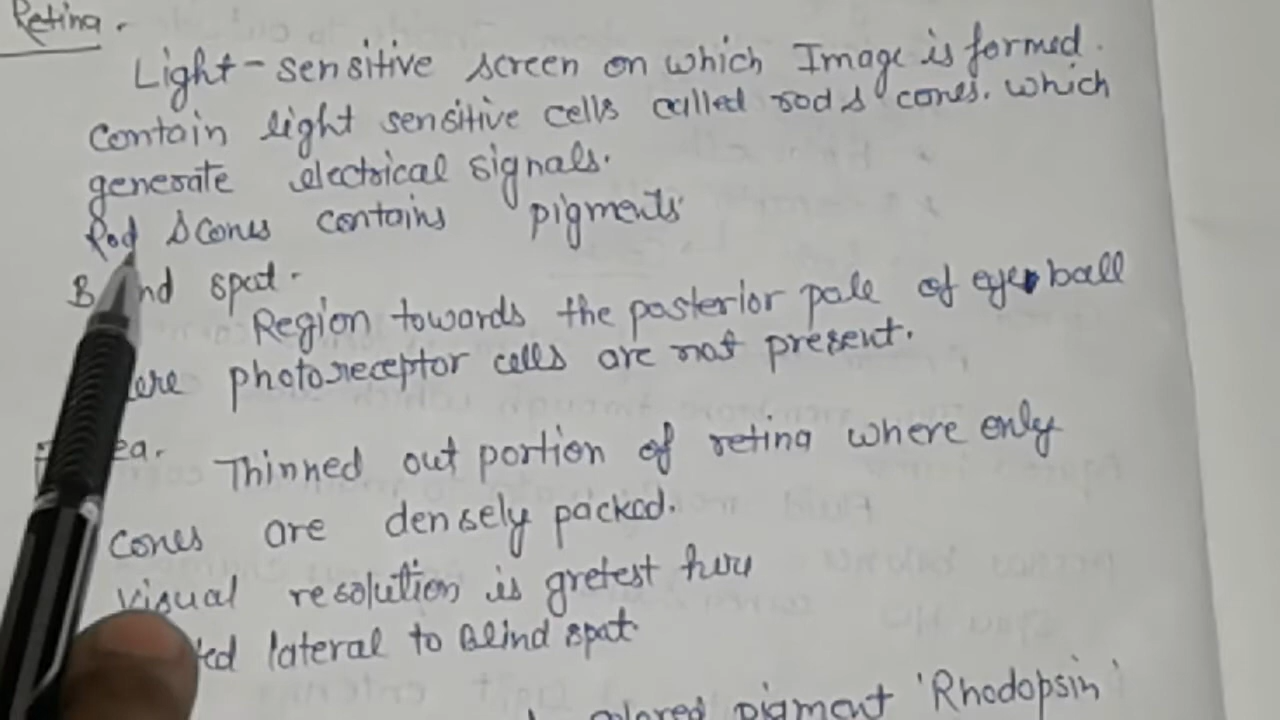 Retina.
Light-sensitive screen on which Image is formed.
contain light sensitive cells called rod & cones. which
generate electrical signals.
Rod & Cones contains pigments
spot.
Region towards the posterior pole of eyeball
photoreceptor cells are not present.
Thinned out portion of retina where only
cones are densely packed.
visual resolution is gretest here
lateral to Blind spot.
colored pigment 'Rhodopsin'